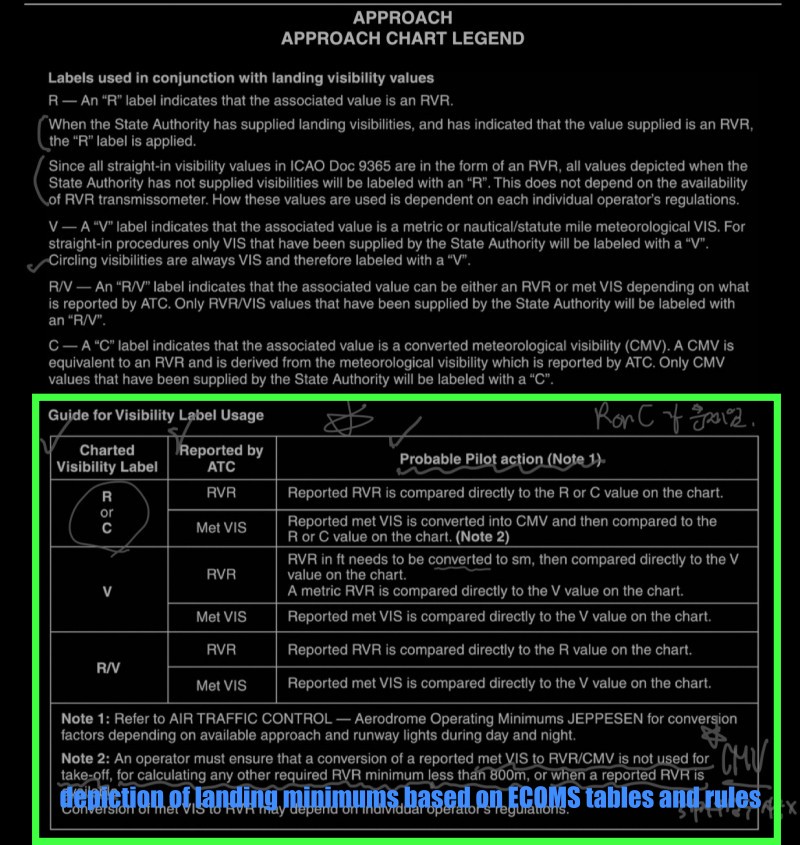 APPROACH
APPROACH CHART LEGEND
Labels used in conjunction with landing visibility values
R — An “R” label indicates that the associated value is an RVR.
When the State Authority has supplied landing visibilities, and has indicated that the value supplied is an RVR,
the “R” label is applied.
Since all straight-in visibility values in ICAO Doc 9365 are in the form of an RVR, all values depicted when the
State Authority has not supplied visibilities will be labeled with an “R”. This does not depend on the availability
of RVR transmissometer. How these values are used is dependent on each individual operator’s regulations.
V — A “V” label indicates that the associated value is a metric or nautical/statute mile meteorological VIS. For
straight-in procedures only VIS that have been supplied by the State Authority will be labeled with a “V”.
Circling visibilities are always VIS and therefore labeled with a “V”.
R/V — An “R/V” label indicates that the associated value can be either an RVR or met VIS depending on what
is reported by ATC. Only RVR/VIS values that have been supplied by the State Authority will be labeled with
an “R/V”.
C — A “C” label indicates that the associated value is a converted meteorological visibility (CMV). A CMV is
equivalent to an RVR and is derived from the meteorological visibility which is reported by ATC. Only CMV
values that have been supplied by the State Authority will be labeled with a “C”.
Guide for Visibility Label Usage
R or C
Charted
Visibility Label
Reported by
ATC
Probable Pilot action (Note 1)
R
or
C
RVR
Reported RVR is compared directly to the R or C value on the chart.
Met VIS
Reported met VIS is converted into CMV and then compared to the
R or C value on the chart. (Note 2)
V
RVR
RVR in ft needs to be converted to sm, then compared directly to the V
value on the chart.
A metric RVR is compared directly to the V value on the chart.
Met VIS
Reported met VIS is compared directly to the V value on the chart.
R/V
RVR
Reported RVR is compared directly to the R value on the chart.
Met VIS
Reported met VIS is compared directly to the V value on the chart.
Note 1: Refer to AIR TRAFFIC CONTROL — Aerodrome Operating Minimums JEPPESEN for conversion
factors depending on available approach and runway lights during day and night.
Note 2: An operator must ensure that a conversion of a reported met VIS to RVR/CMV is not used for
take-off, for calculating any other required RVR minimum less than 800m, or when a reported RVR is
CMV
depiction of landing minimums based on ECOMS tables and rules
Conversion of met VIS to RVR may depend on individual operator’s regulations.